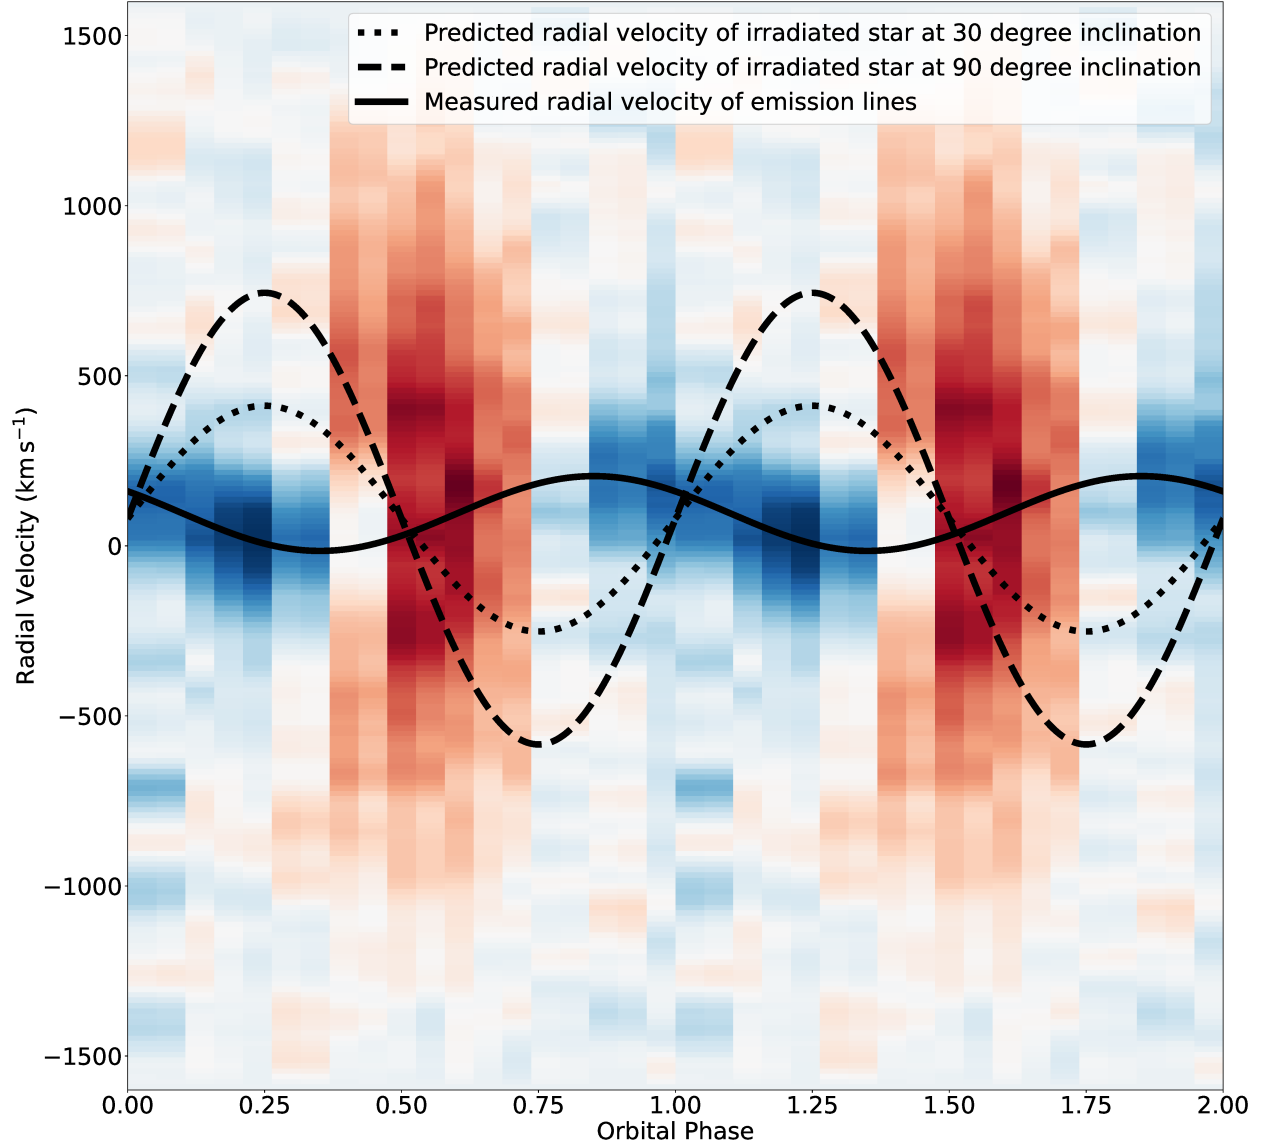 Predicted radial velocity of irradiated star at 30 degree inclination
Predicted radial velocity of irradiated star at 90 degree inclination
Measured radial velocity of emission lines
1500
1000
500
0
−500
−1000
−1500
Radial Velocity (km s⁻¹)
0.00 0.25 0.50 0.75 1.00 1.25 1.50 1.75 2.00
Orbital Phase